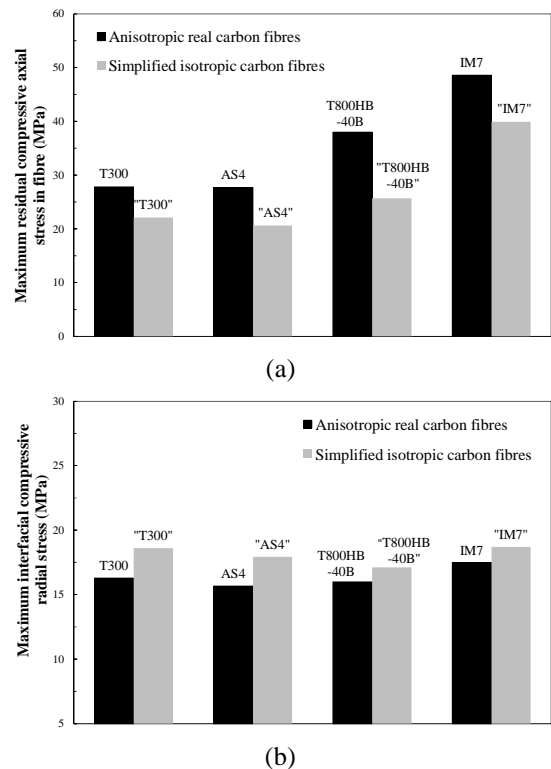 Maximum residual compressive axial
stress in fibre (MPa)
60
50
40
30
20
10
0
Anisotropic real carbon fibres
Simplified isotropic carbon fibres
T300
"T300"
AS4
"AS4"
T800HB
-40B
"T800HB
-40B"
IM7
"IM7"
(a)
Maximum interfacial compressive
radial stress (MPa)
30
25
20
15
10
5
Anisotropic real carbon fibres
Simplified isotropic carbon fibres
T300
"T300"
AS4
"AS4"
T800HB
-40B
"T800HB
-40B"
IM7
"IM7"
(b)